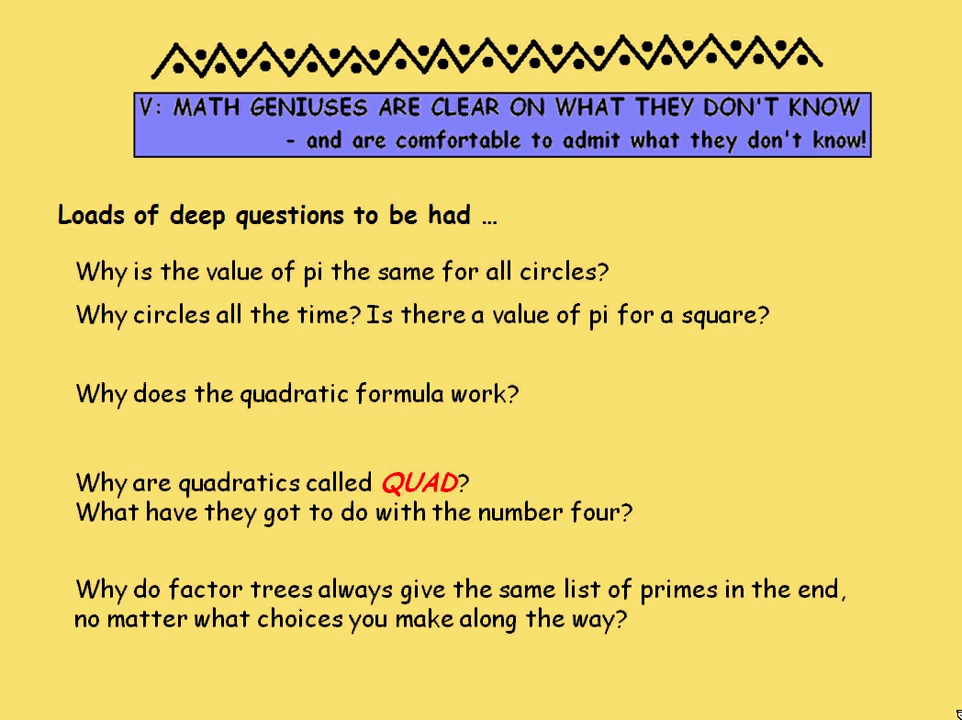 V: MATH GENIUSES ARE CLEAR ON WHAT THEY DON'T KNOW
- and are comfortable to admit what they don't know!
Loads of deep questions to be had ...
Why is the value of pi the same for all circles?
Why circles all the time? Is there a value of pi for a square?
Why does the quadratic formula work?
Why are quadratics called QUAD?
What have they got to do with the number four?
Why do factor trees always give the same list of primes in the end,
no matter what choices you make along the way?